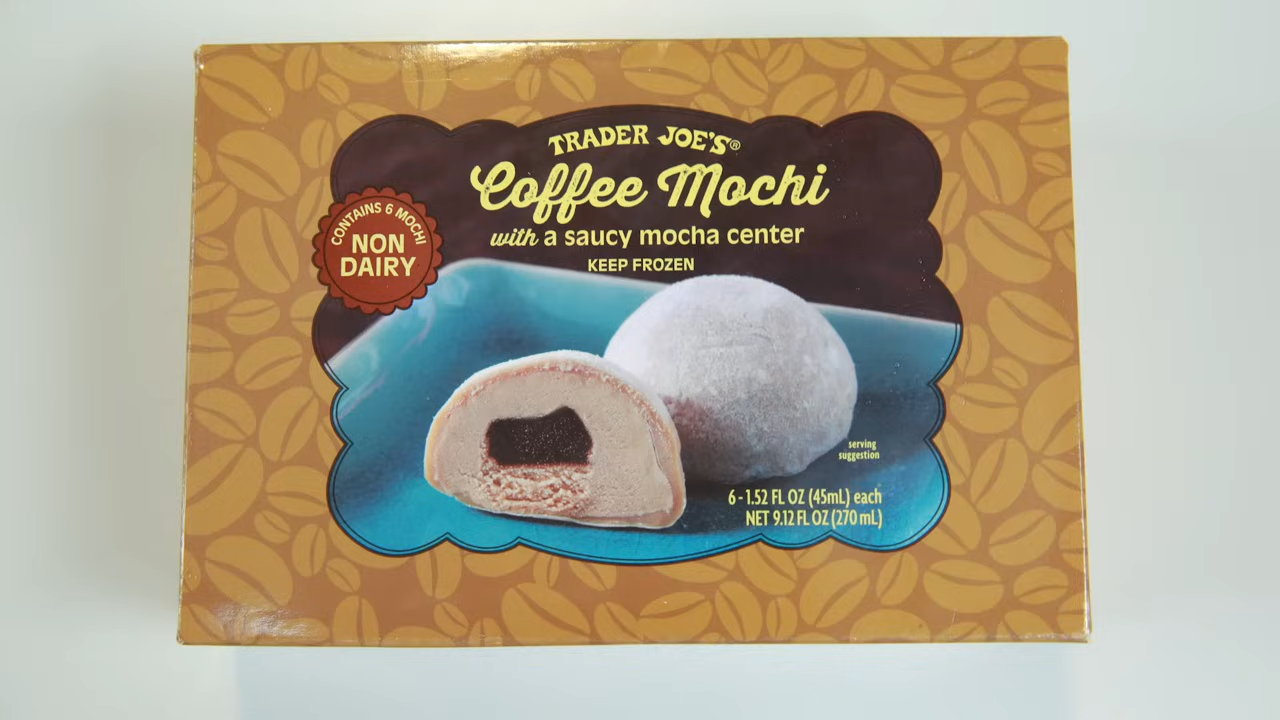 TRADER JOE'S®
Coffee Mochi
with a saucy mocha center
KEEP FROZEN
CONTAINS 6 MOCHI
NON
DAIRY
serving
suggestion
6 - 1.52 FL OZ (45mL) each
NET 9.12 FL OZ (270 mL)